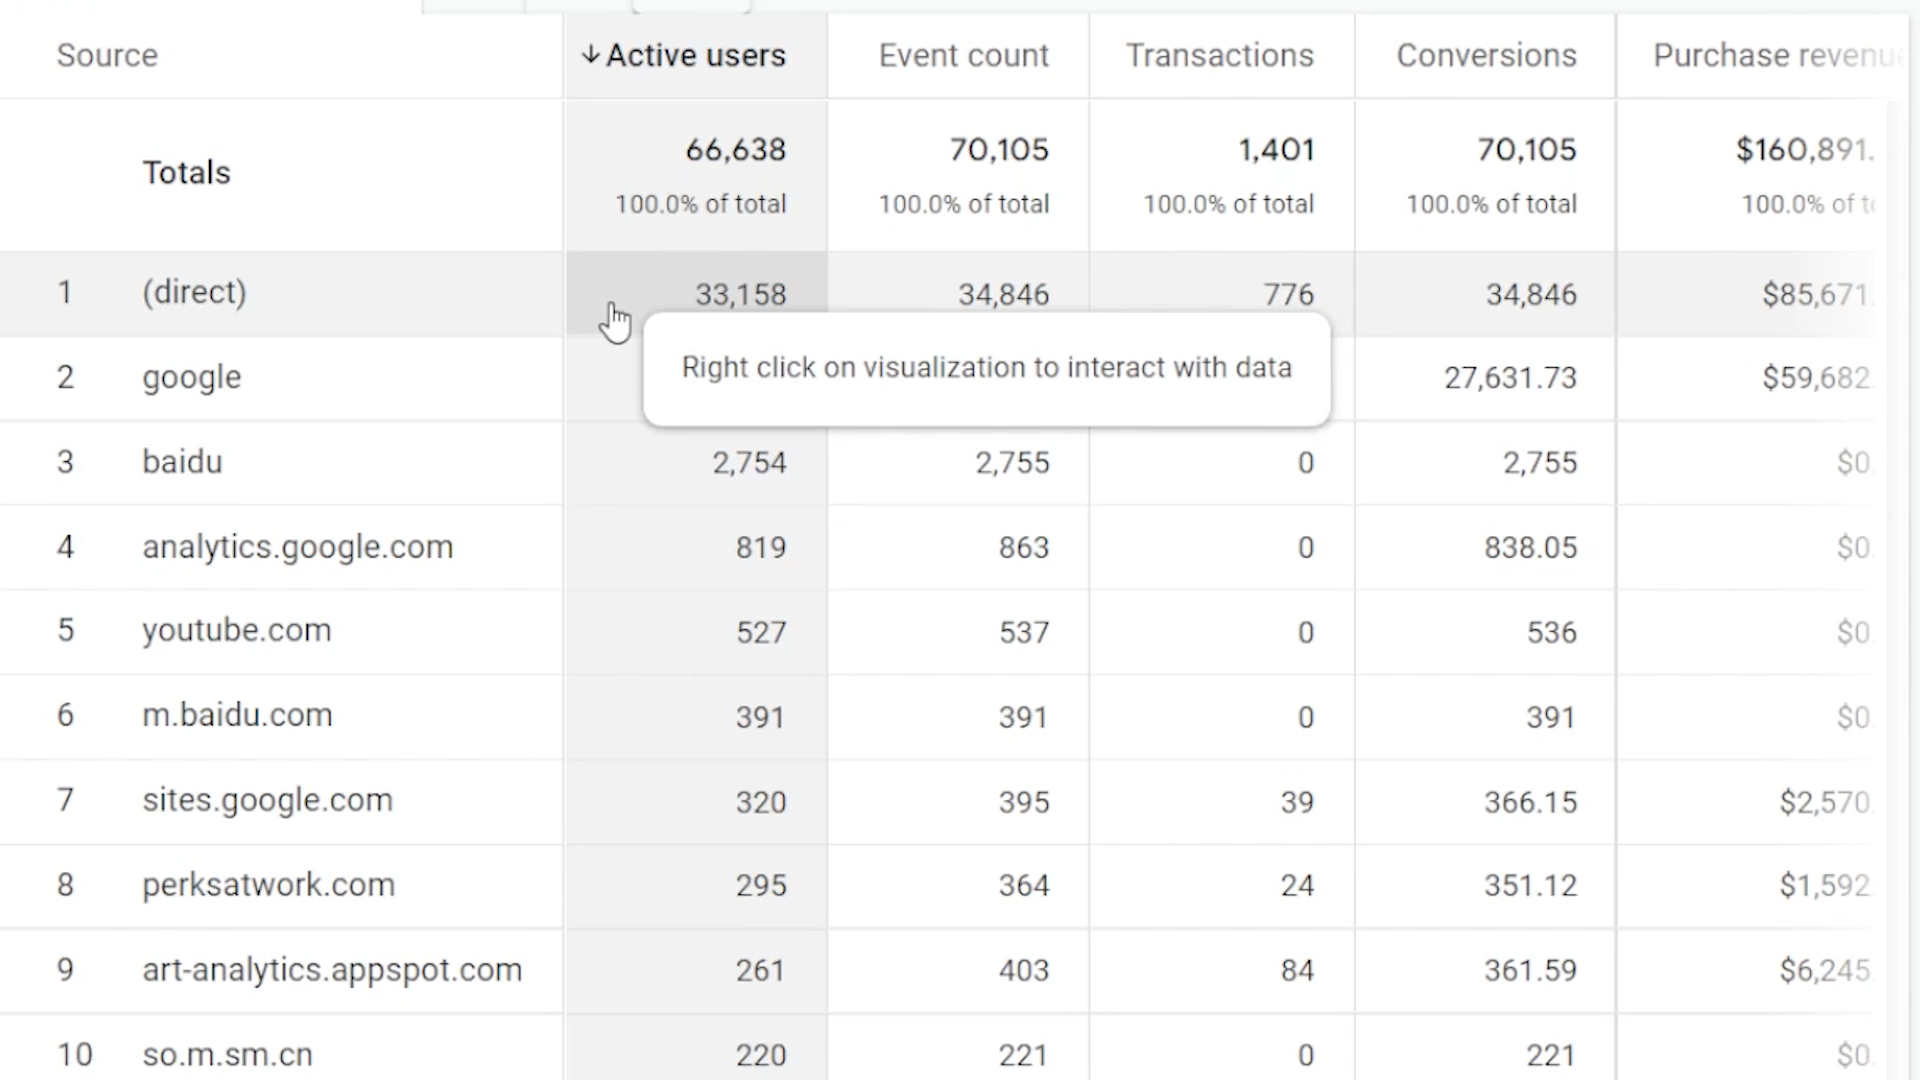 Source ↓ Active users Event count Transactions Conversions Purchase revenue
Totals 66,638 70,105 1,401 70,105 $160,891.
100.0% of total 100.0% of total 100.0% of total 100.0% of total 100.0% of
1 (direct) 33,158 34,846 776 34,846 $85,671.
Right click on visualization to interact with data
2 google 27,631.73 $59,682.
3 baidu 2,754 2,755 0 2,755 $0.
4 analytics.google.com 819 863 0 838.05 $0.
5 youtube.com 527 537 0 536 $0.
6 m.baidu.com 391 391 0 391 $0.
7 sites.google.com 320 395 39 366.15 $2,570.
8 perksatwork.com 295 364 24 351.12 $1,592.
9 art-analytics.appspot.com 261 403 84 361.59 $6,245.
10 so.m.sm.cn 220 221 0 221 $0.